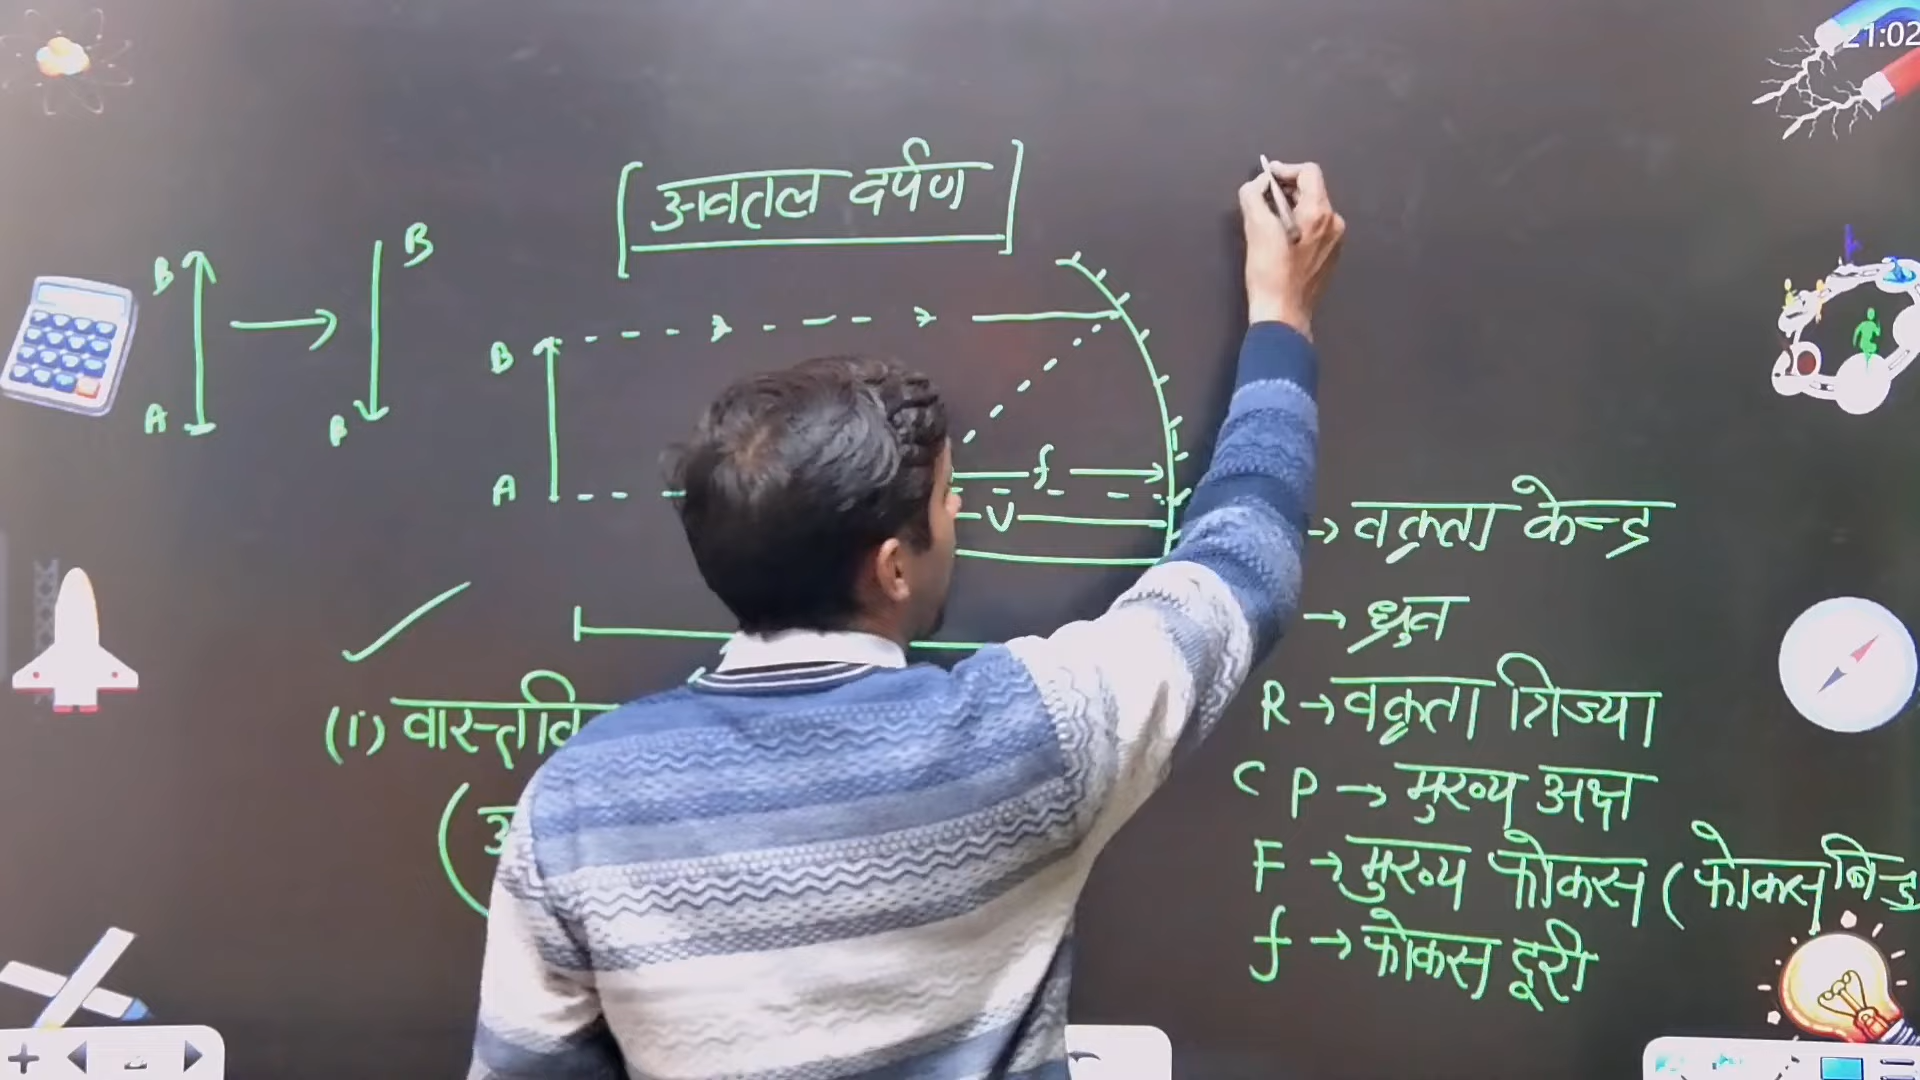 21:02
[अवतल दर्पण]
B
B
B
A
B
A
f
U
→ वक्रता केन्द्र
→ ध्रुव
R → वक्रता त्रिज्या
(i) वास्तवि
C P → मुख्य अक्ष
F → मुख्य फोकस (फोकस बिन्दु
f → फोकस दूरी